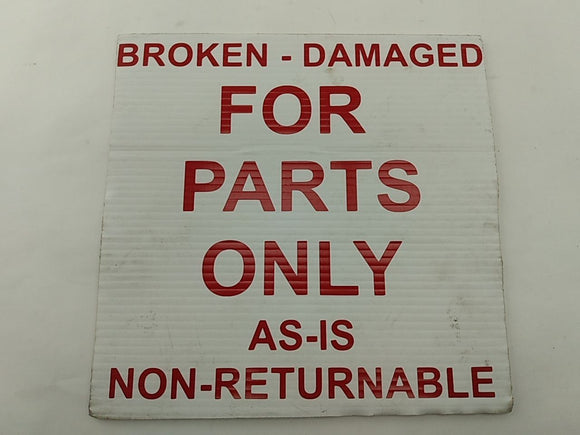 BROKEN - DAMAGED
FOR
PARTS
ONLY
AS-IS
NON-RETURNABLE